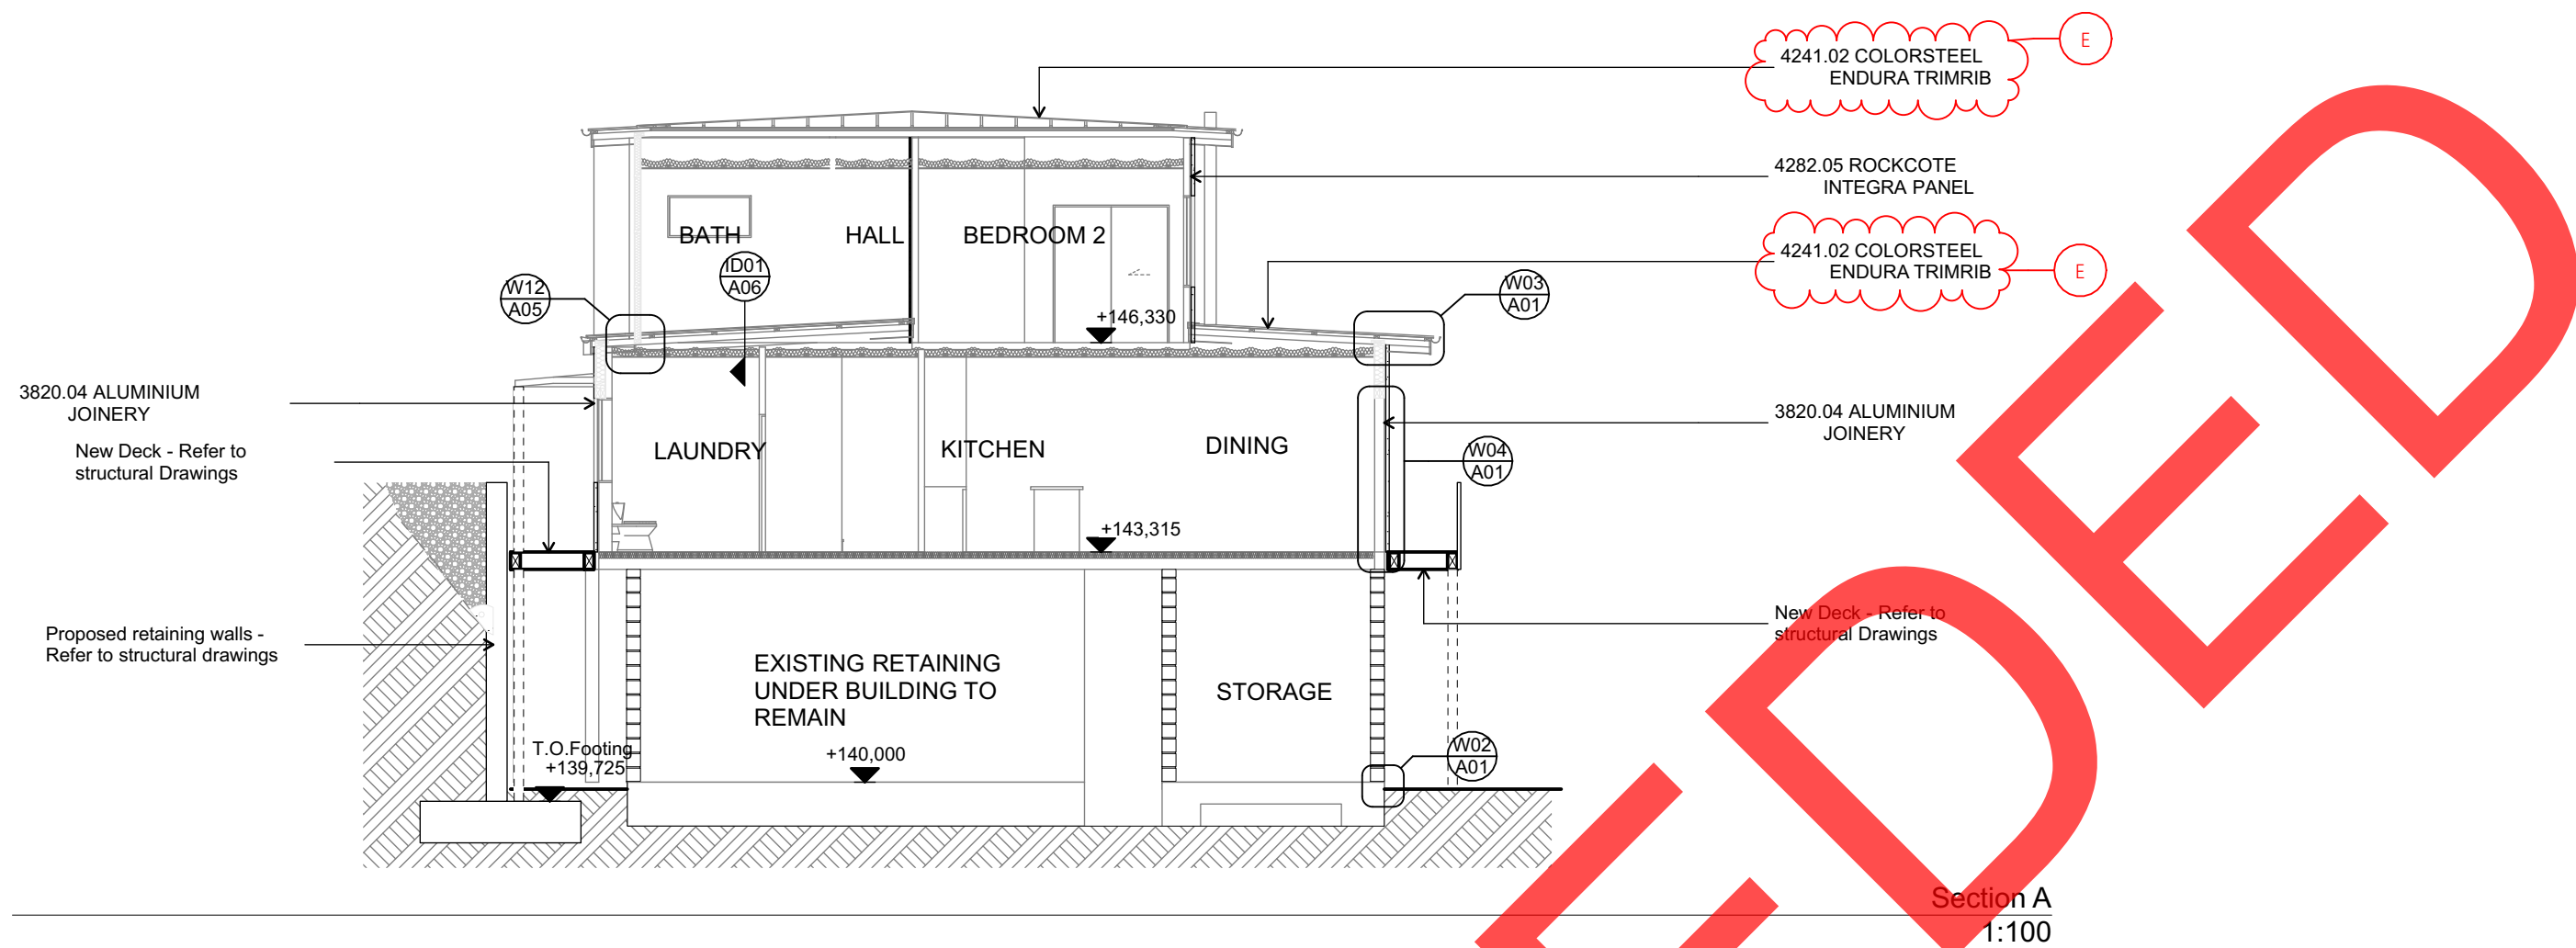 4241.02 COLORSTEEL
ENDURA TRIMRIB
E
4282.05 ROCKCOTE
INTEGRA PANEL
4241.02 COLORSTEEL
ENDURA TRIMRIB
E
BATH
HALL
BEDROOM 2
ID01
A06
W12
A05
W03
A01
+146,330
3820.04 ALUMINIUM
JOINERY
New Deck - Refer to
structural Drawings
LAUNDRY
KITCHEN
DINING
3820.04 ALUMINIUM
JOINERY
W04
A01
+143,315
Proposed retaining walls -
Refer to structural drawings
EXISTING RETAINING
UNDER BUILDING TO
REMAIN
STORAGE
New Deck - Refer to
structural Drawings
T.O.Footing
+139,725
+140,000
W02
A01
Section A
1:100
DED